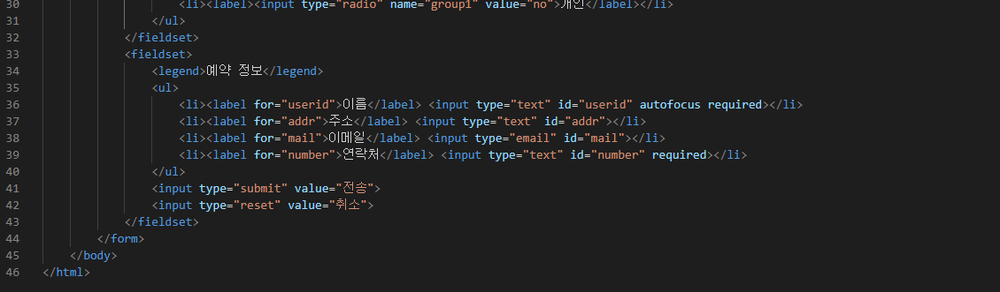 30 <li><label><input type="radio" name="group1" value="no">개인</label></li>
31 </ul>
32 </fieldset>
33 <fieldset>
34 <legend>예약 정보</legend>
35 <ul>
36 <li><label for="userid">이름</label> <input type="text" id="userid" autofocus required></li>
37 <li><label for="addr">주소</label> <input type="text" id="addr"></li>
38 <li><label for="mail">이메일</label> <input type="email" id="mail"></li>
39 <li><label for="number">연락처</label> <input type="text" id="number" required></li>
40 </ul>
41 <input type="submit" value="전송">
42 <input type="reset" value="취소">
43 </fieldset>
44 </form>
45 </body>
46 </html>